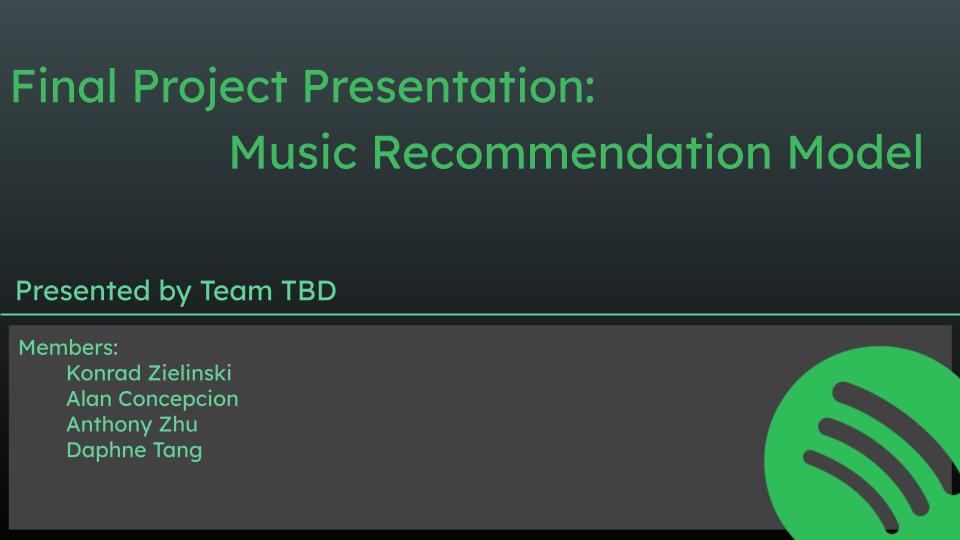 Final Project Presentation:
Music Recommendation Model
Presented by Team TBD
Members:
Konrad Zielinski
Alan Concepcion
Anthony Zhu
Daphne Tang